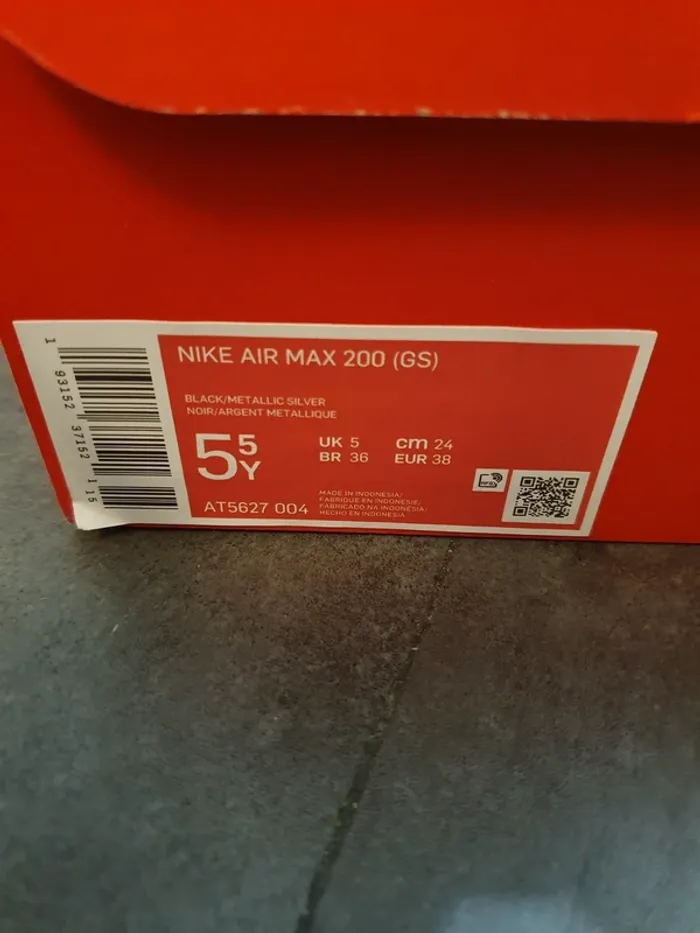 NIKE AIR MAX 200 (GS)
BLACK/METALLIC SILVER
NOIR/ARGENT METALLIQUE
5.5Y
UK 5 cm 24
BR 36 EUR 38
AT5627 004
MADE IN INDONESIA/
FABRIQUE EN INDONESIE/
FABRICADO NA INDONESIA/
HECHO EN INDONESIA
1 93152 37152 1 15